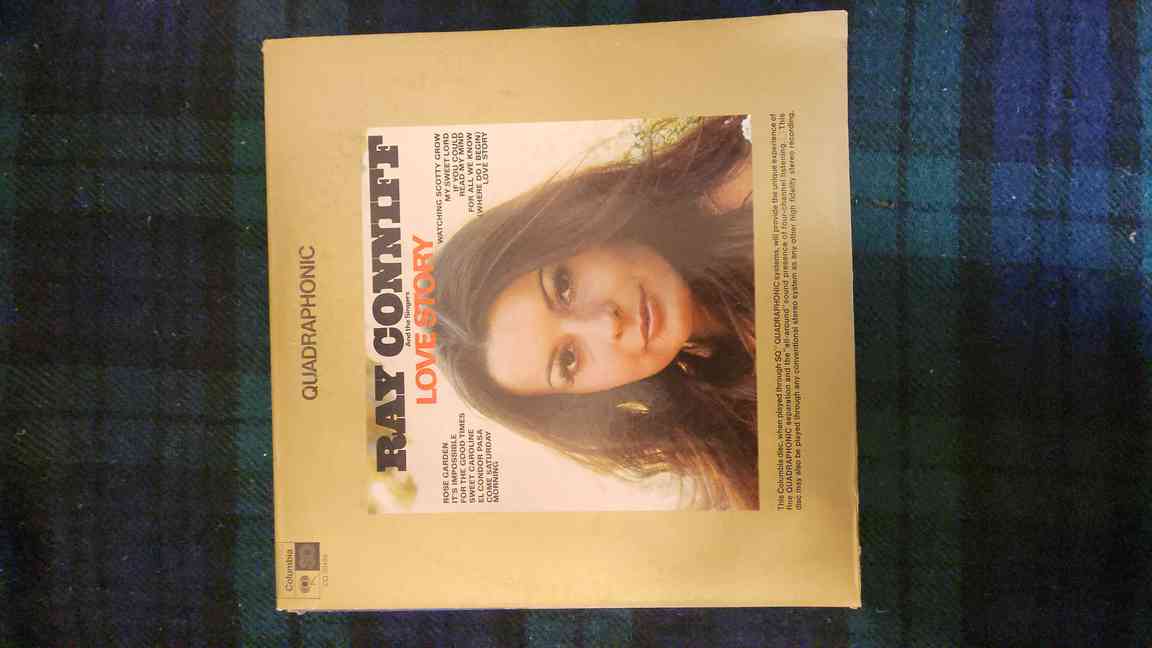 Columbia
SQ
QUADRAPHONIC
RAY CONNIFF
And the Singers
LOVE STORY
ROSE GARDEN
IT'S IMPOSSIBLE
FOR THE GOOD TIMES
SWEET CAROLINE
EL CONDOR PASA
COME SATURDAY
MORNING
WATCHING SCOTTY GROW
MY SWEET LORD
IF YOU COULD
READ MY MIND
FOR ALL WE KNOW
(WHERE DO I BEGIN)
LOVE STORY
This Columbia disc, when played through SQ™ QUADRAPHONIC systems, will provide the unique experience of
fine QUADRAPHONIC separation and the "all-around" sound presence of four-channel listening. This
disc may also be played through any conventional stereo system as any other high fidelity stereo recording.